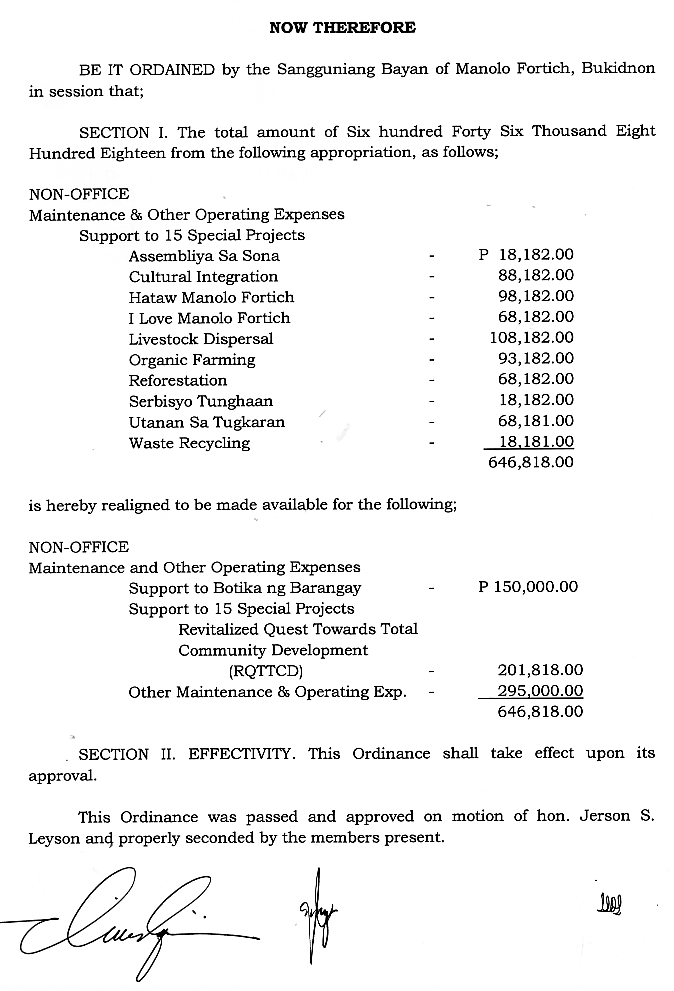 NOW THEREFORE
BE IT ORDAINED by the Sangguniang Bayan of Manolo Fortich, Bukidnon
in session that;
SECTION I. The total amount of Six hundred Forty Six Thousand Eight
Hundred Eighteen from the following appropriation, as follows;
NON-OFFICE
Maintenance & Other Operating Expenses
Support to 15 Special Projects
Assembliya Sa Sona - P 18,182.00
Cultural Integration - 88,182.00
Hataw Manolo Fortich - 98,182.00
I Love Manolo Fortich - 68,182.00
Livestock Dispersal - 108,182.00
Organic Farming - 93,182.00
Reforestation - 68,182.00
Serbisyo Tunghaan - 18,182.00
Utanan Sa Tugkaran - 68,181.00
Waste Recycling - 18,181.00
646,818.00
is hereby realigned to be made available for the following;
NON-OFFICE
Maintenance and Other Operating Expenses
Support to Botika ng Barangay - P 150,000.00
Support to 15 Special Projects
Revitalized Quest Towards Total
Community Development
(RQTTCD) - 201,818.00
Other Maintenance & Operating Exp. - 295,000.00
646,818.00
SECTION II. EFFECTIVITY. This Ordinance shall take effect upon its
approval.
This Ordinance was passed and approved on motion of hon. Jerson S.
Leyson and properly seconded by the members present.